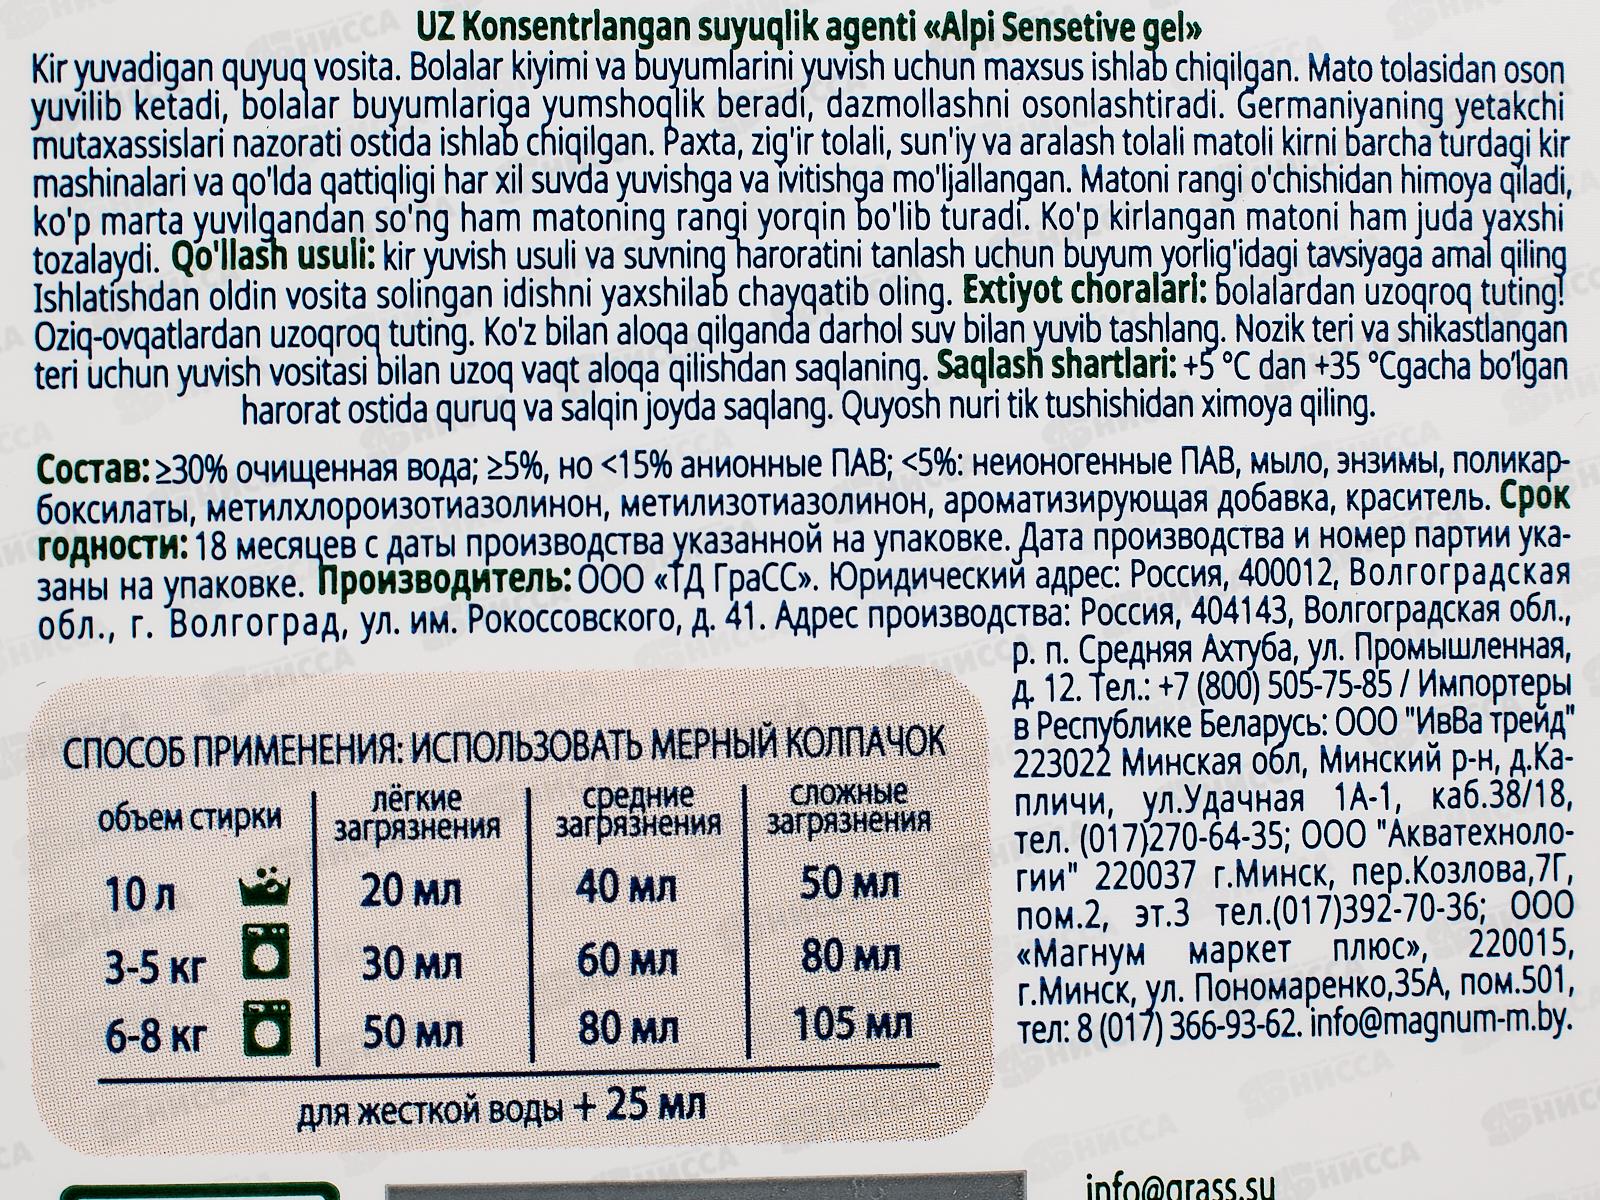 UZ Konsentrlangan suyuqlik agenti «Alpi Sensetive gel»
Kir yuvadigan quyuq vosita. Bolalar kiyimi va buyumlarini yuvish uchun maxsus ishlab chiqilgan. Mato tolasidan oson
yuvilib ketadi, bolalar buyumlariga yumshoqlik beradi, dazmollashni osonlashtiradi. Germaniyaning yetakchi
mutaxassislari nazorati ostida ishlab chiqilgan. Paxta, zig'ir tolali, sun'iy va aralash tolali matoli kirni barcha turdagi kir
mashinalari va qo'lda qattiqligi har xil suvda yuvishga va ivitishga mo'ljallangan. Matoni rangi o'chishidan himoya qiladi,
ko'p marta yuvilgandan so'ng ham matoning rangi yorqin bo'lib turadi. Ko'p kirlangan matoni ham juda yaxshi
tozalaydi. Qo'llash usuli: kir yuvish usuli va suvning haroratini tanlash uchun buyum yorlig'idagi tavsiyaga amal qiling
Ishlatishdan oldin vosita solingan idishni yaxshilab chayqatib oling. Extiyot choralari: bolalardan uzoqroq tuting!
Oziq-ovqatlardan uzoqroq tuting. Ko'z bilan aloqa qilganda darhol suv bilan yuvib tashlang. Nozik teri va shikastlangan
teri uchun yuvish vositasi bilan uzoq vaqt aloqa qilishdan saqlaning. Saqlash shartlari: +5 °C dan +35 °Cgacha bo‘lgan
harorat ostida quruq va salqin joyda saqlang. Quyosh nuri tik tushishidan ximoya qiling.
Состав: ≥30% очищенная вода; ≥5%, но <15% анионные ПАВ; <5%: неионогенные ПАВ, мыло, энзимы, поликар-
боксилаты, метилхлороизотиазолинон, метилизотиазолинон, ароматизирующая добавка, краситель. Срок
годности: 18 месяцев с даты производства указанной на упаковке. Дата производства и номер партии ука-
заны на упаковке. Производитель: ООО «ТД ГраСС». Юридический адрес: Россия, 400012, Волгоградская
обл., г. Волгоград, ул. им. Рокоссовского, д. 41. Адрес производства: Россия, 404143, Волгоградская обл.,
р. п. Средняя Ахтуба, ул. Промышленная,
д. 12. Тел.: +7 (800) 505-75-85 / Импортеры
в Республике Беларусь: ООО "ИвВа трейд"
223022 Минская обл, Минский р-н, д.Ка-
пличи, ул.Удачная 1А-1, каб.38/18,
тел. (017)270-64-35; ООО "Акватехноло-
гии" 220037 г.Минск, пер.Козлова,7Г,
пом.2, эт.3 тел.(017)392-70-36; ООО
«Магнум маркет плюс», 220015,
г.Минск, ул. Пономаренко,35А, пом.501,
тел: 8 (017) 366-93-62. info@magnum-m.by.
СПОСОБ ПРИМЕНЕНИЯ: ИСПОЛЬЗОВАТЬ МЕРНЫЙ КОЛПАЧОК
объем стирки лёгкие загрязнения средние загрязнения сложные загрязнения
10 л 20 мл 40 мл 50 мл
3-5 кг 30 мл 60 мл 80 мл
6-8 кг 50 мл 80 мл 105 мл
для жесткой воды + 25 мл
info@grass.su